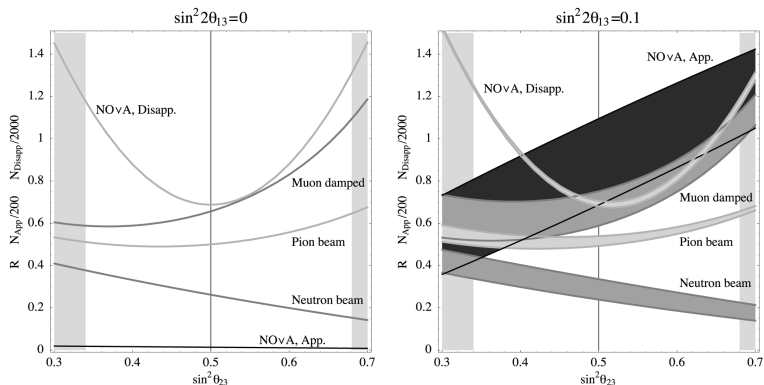 sin²2θ₁₃=0
R N_App/200 N_Disapp/2000
1.4
1.2
1
0.8
0.6
0.4
0.2
0
NOνA, Disapp.
Muon damped
Pion beam
Neutron beam
NOνA, App.
0.3 0.4 0.5 0.6 0.7
sin²θ₂₃
sin²2θ₁₃=0.1
R N_App/200 N_Disapp/2000
1.4
1.2
1
0.8
0.6
0.4
0.2
0
NOνA, App.
NOνA, Disapp.
Muon damped
Pion beam
Neutron beam
0.3 0.4 0.5 0.6 0.7
sin²θ₂₃